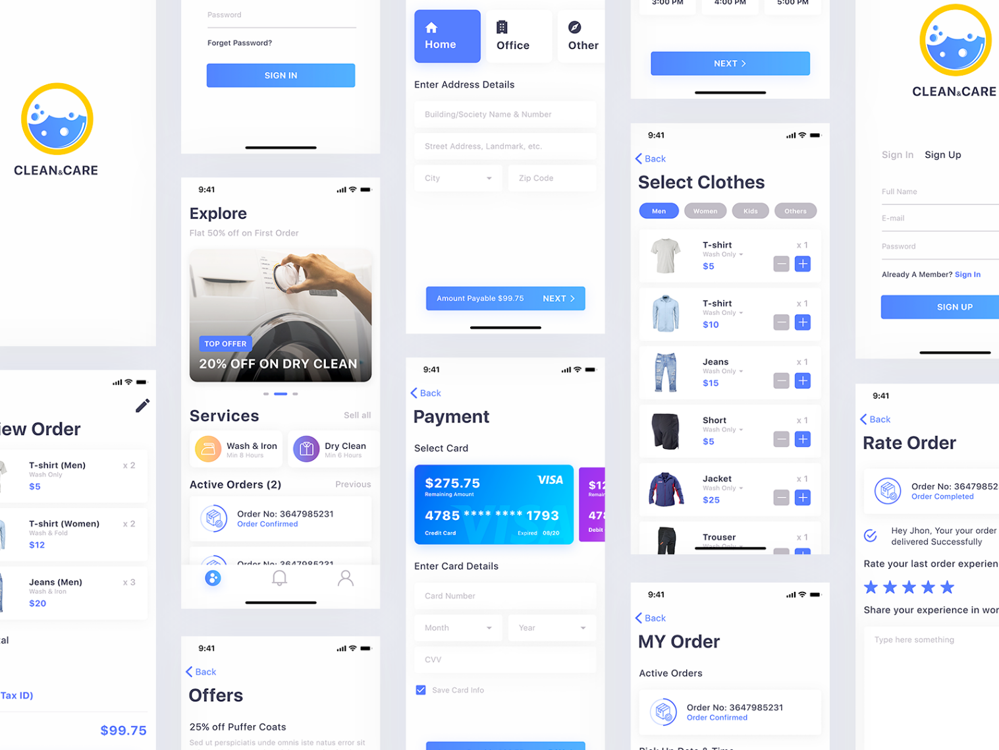 CLEAN&CARE
iew Order
T-shirt (Men)
x 2
Wash Only
$5
T-shirt (Women)
x 2
Wash & Fold
$12
Jeans (Men)
x 3
Wash & Iron
$20
Tax ID)
$99.75
Password
Forget Password?
SIGN IN
9:41
Explore
Flat 50% off on First Order
TOP OFFER
20% OFF ON DRY CLEAN
Services
Sell all
Wash & Iron
Min 8 Hours
Dry Clean
Min 6 Hours
Active Orders (2)
Previous
Order No: 3647985231
Order Confirmed
Order No: 3647985231
9:41
Back
Offers
25% off Puffer Coats
Sed ut perspiciatis unde omnis iste natus error sit
Home
Office
Other
Enter Address Details
Building/Society Name & Number
Street Address, Landmark, etc.
City
Zip Code
Amount Payable $99.75
NEXT >
9:41
Back
Payment
Select Card
$275.75
VISA
Remaining Amount
4785 **** **** 1793
Credit Card
Expired 08/20
$12
Remain
478
Debit
Enter Card Details
Card Number
Month
Year
CVV
Save Card Info
3:00 PM
4:00 PM
5:00 PM
NEXT >
9:41
Back
Select Clothes
Men
Women
Kids
Others
T-shirt
x 1
Wash Only
$5
T-shirt
x 1
Wash Only
$10
Jeans
x 1
Wash Only
$15
Short
x 1
Wash Only
$5
Jacket
x 1
Wash Only
$25
Trouser
x 1
Wash Only
9:41
Back
MY Order
Active Orders
Order No: 3647985231
Order Confirmed
Pick Up Date & Time
CLEAN&CARE
Sign In
Sign Up
Full Name
E-mail
Password
Already A Member? Sign In
SIGN UP
9:41
Back
Rate Order
Order No: 36479852
Order Completed
Hey Jhon, Your your order
delivered Successfully
Rate your last order experien
Share your experience in wor
Type here something